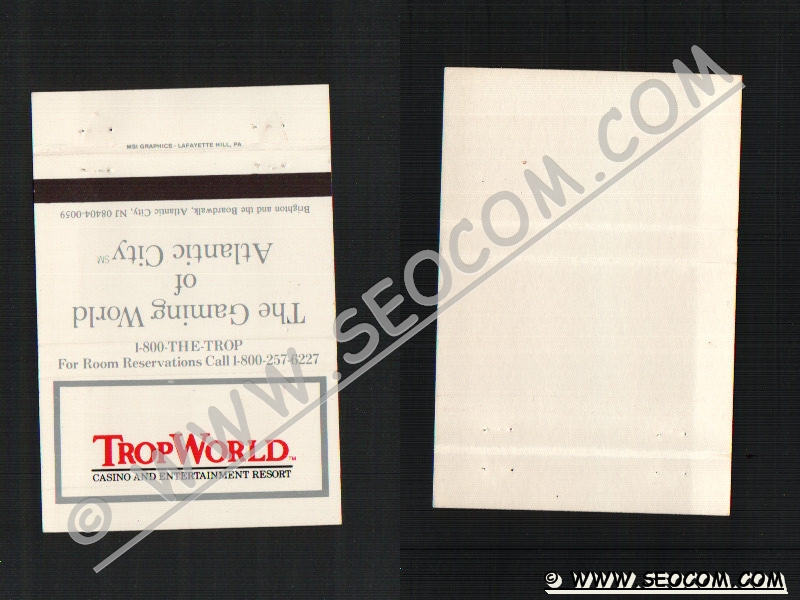 MSI GRAPHICS - LAFAYETTE HILL, PA
Brighton and the Boardwalk, Atlantic City, NJ 08404-0059
The Gaming World
of
Atlantic City SM
1-800-THE-TROP
For Room Reservations Call 1-800-257-6227
TROPWORLD™
CASINO AND ENTERTAINMENT RESORT
© WWW.SEOCOM.COM
© WWW.SEOCOM.COM